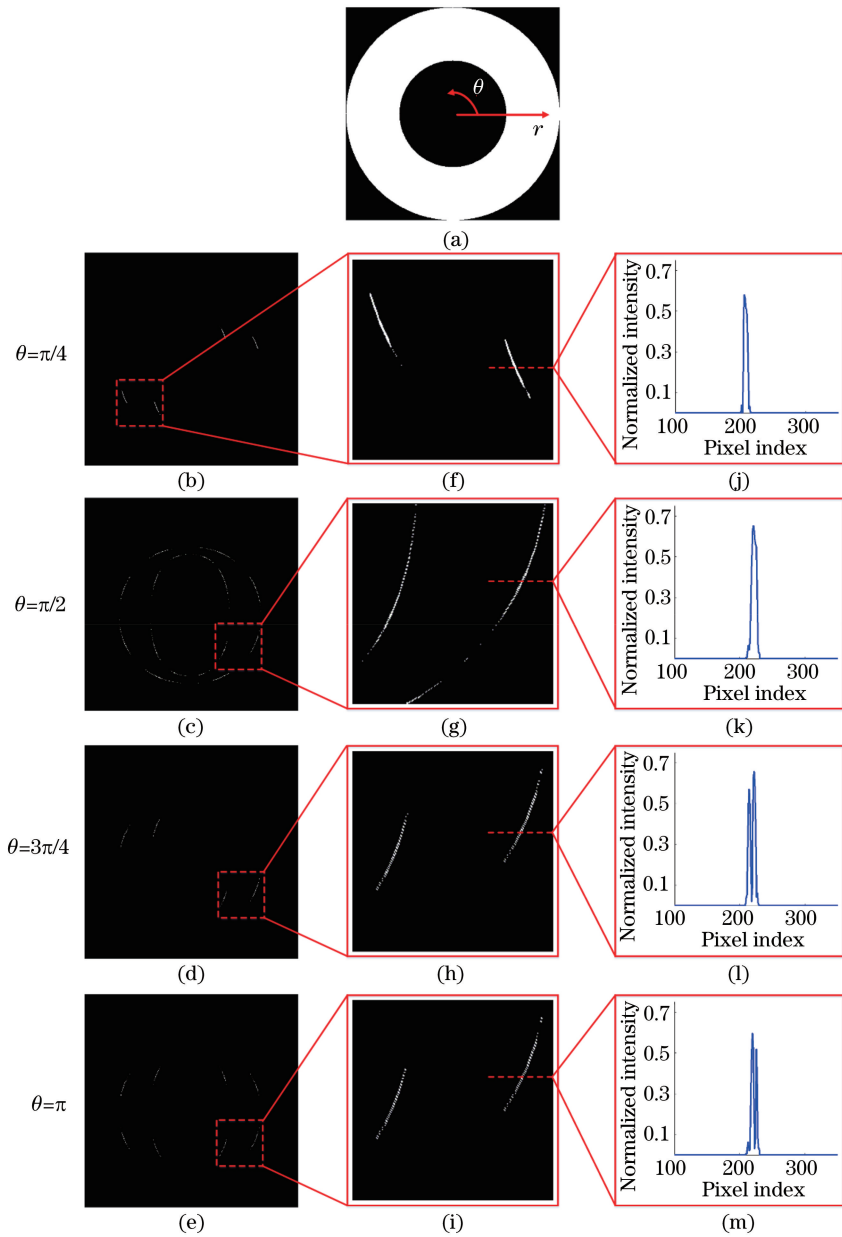 θ
r
(a)
θ=π/4
(b)
(f)
Normalized intensity
0.7
0.5
0.3
0.1
100
200
300
Pixel index
(j)
θ=π/2
(c)
(g)
Normalized intensity
0.7
0.5
0.3
0.1
100
200
300
Pixel index
(k)
θ=3π/4
(d)
(h)
Normalized intensity
0.7
0.5
0.3
0.1
100
200
300
Pixel index
(l)
θ=π
(e)
(i)
Normalized intensity
0.7
0.5
0.3
0.1
100
200
300
Pixel index
(m)